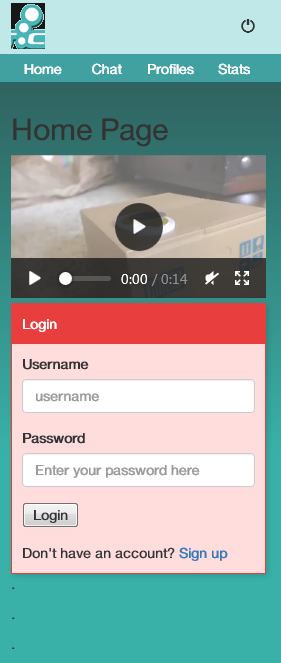 Home Chat Profiles Stats
Home Page
0:00 / 0:14
Login
Username
username
Password
Enter your password here
Login
Don't have an account? Sign up
.
.
.